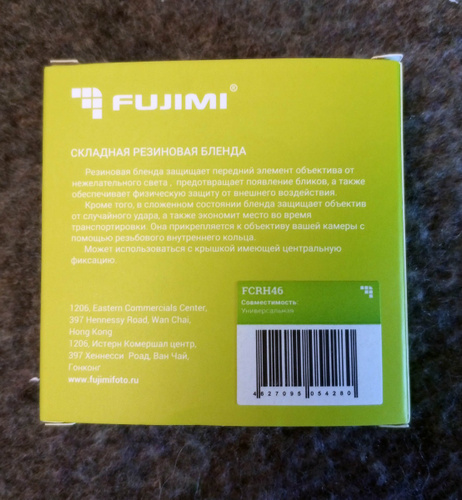 FUJIMI®
СКЛАДНАЯ РЕЗИНОВАЯ БЛЕНДА
Резиновая бленда защищает передний элемент объектива от
нежелательного света , предотвращает появление бликов, а также
обеспечивает физическую защиту от внешнего воздействия.
Кроме того, в сложенном состоянии бленда защищает объектив
от случайного удара, а также экономит место во время
транспортировки. Она прикрепляется к объективу вашей камеры с
помощью резьбового внутреннего кольца.
Может использоваться с крышкой имеющей центральную
фиксацию.
1206, Eastern Commercials Center,
397 Hennessy Road, Wan Chai,
Hong Kong
1206, Истерн Комершал центр,
397 Хеннесси Роад, Ван Чай,
Гонконг
www.fujimifoto.ru
FCRH46
Совместимость:
Универсальная
4827095054280